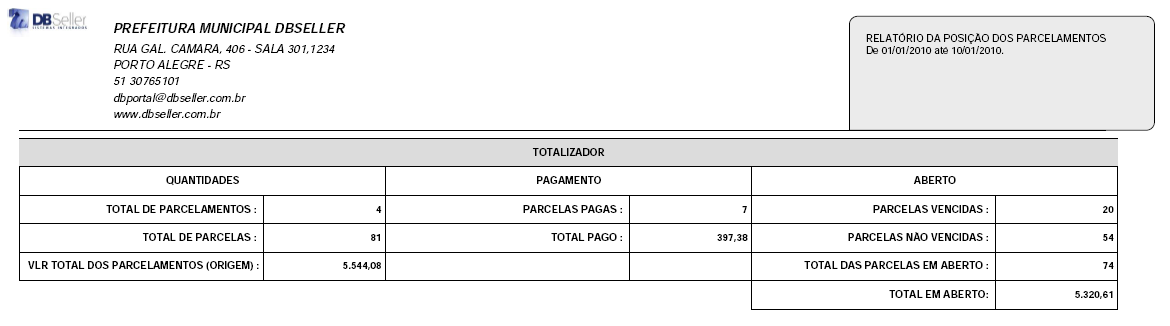 DBSeller
SISTEMAS INTEGRADOS
PREFEITURA MUNICIPAL DBSELLER
RUA GAL. CAMARA, 406 - SALA 301,1234
PORTO ALEGRE - RS
51 30765101
dbportal@dbseller.com.br
www.dbseller.com.br
RELATÓRIO DA POSIÇÃO DOS PARCELAMENTOS
De 01/01/2010 até 10/01/2010.
TOTALIZADOR
QUANTIDADES PAGAMENTO ABERTO
TOTAL DE PARCELAMENTOS : 4 PARCELAS PAGAS : 7 PARCELAS VENCIDAS : 20
TOTAL DE PARCELAS : 81 TOTAL PAGO : 397,38 PARCELAS NÃO VENCIDAS : 54
VLR TOTAL DOS PARCELAMENTOS (ORIGEM) : 5.544,08 TOTAL DAS PARCELAS EM ABERTO : 74
TOTAL EM ABERTO: 5.320,61